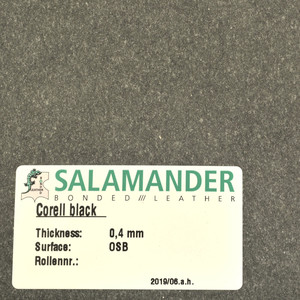 SALAMANDER
BONDED///LEATHER
Corell black
Thickness: 0,4 mm
Surface: OSB
Rollennr.:
2019/06.a.h.